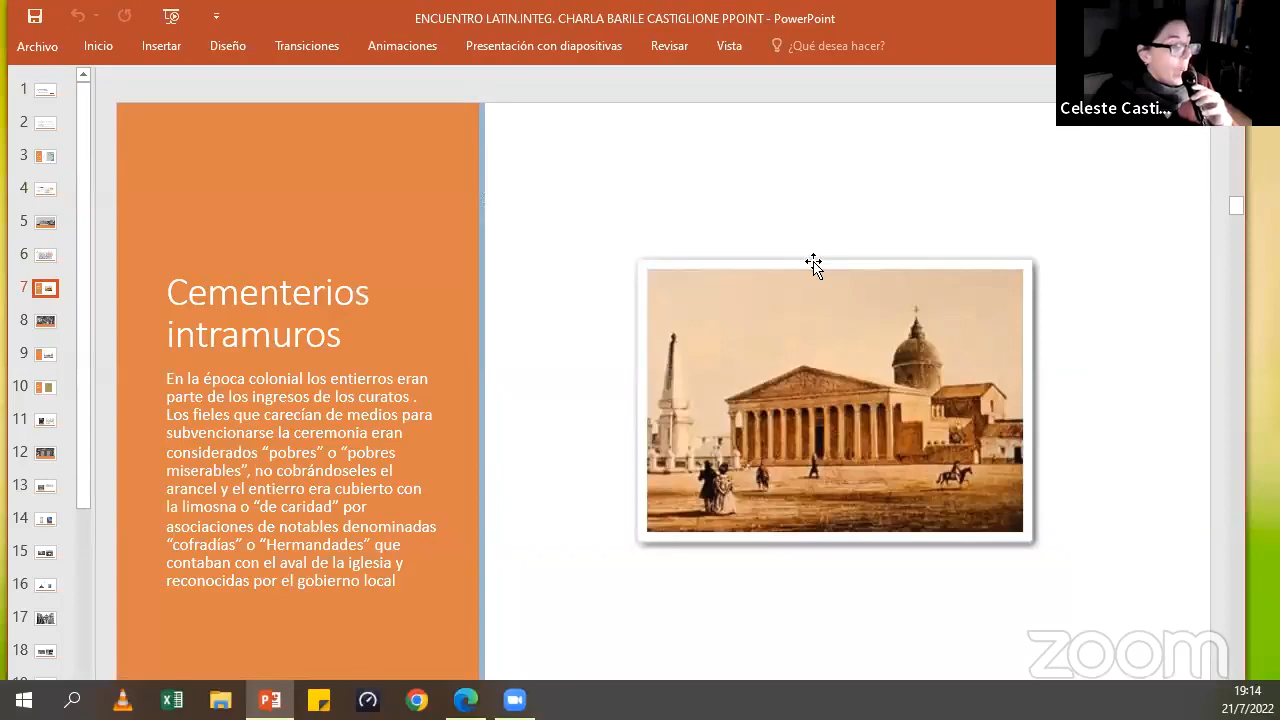 ENCUENTRO LATIN.INTEG. CHARLA BARILE CASTIGLIONE PPOINT - PowerPoint
Archivo Inicio Insertar Diseño Transiciones Animaciones Presentación con diapositivas Revisar Vista ¿Qué desea hacer?
Celeste Casti...
1
2
3
4
5
6
7
8
9
10
11
12
13
14
15
16
17
18
Cementerios
intramuros
En la época colonial los entierros eran
parte de los ingresos de los curatos .
Los fieles que carecían de medios para
subvencionarse la ceremonia eran
considerados “pobres” o “pobres
miserables”, no cobrándoseles el
arancel y el entierro era cubierto con
la limosna o “de caridad” por
asociaciones de notables denominadas
“cofradías” o “Hermandades” que
contaban con el aval de la iglesia y
reconocidas por el gobierno local
zoom
19:14
21/7/2022